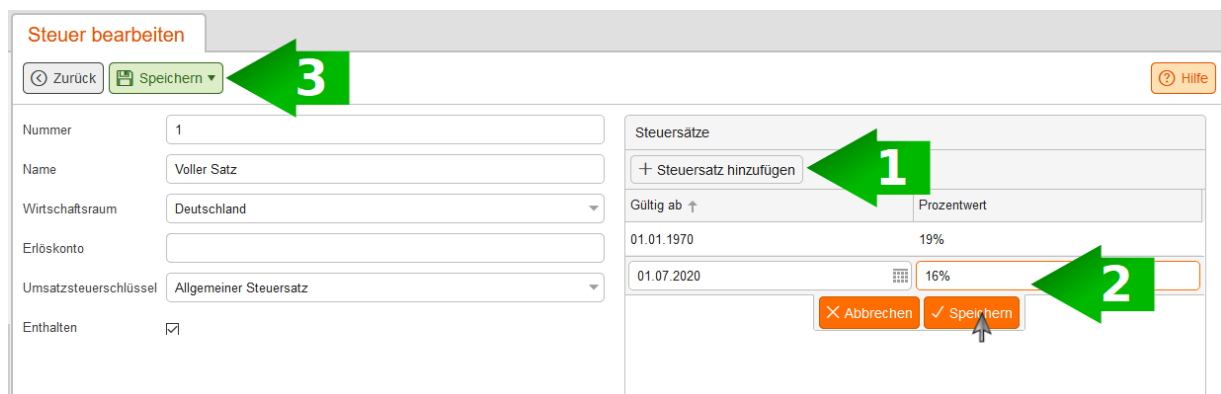 Steuer bearbeiten
Zurück Speichern 3 Hilfe
Nummer 1
Name Voller Satz
Wirtschaftsraum Deutschland
Erlöskonto
Umsatzsteuerschlüssel Allgemeiner Steuersatz
Enthalten
Steuersätze
+ Steuersatz hinzufügen 1
Gültig ab ↑ Prozentwert
01.01.1970 19%
01.07.2020 16% 2
Abbrechen Speichern